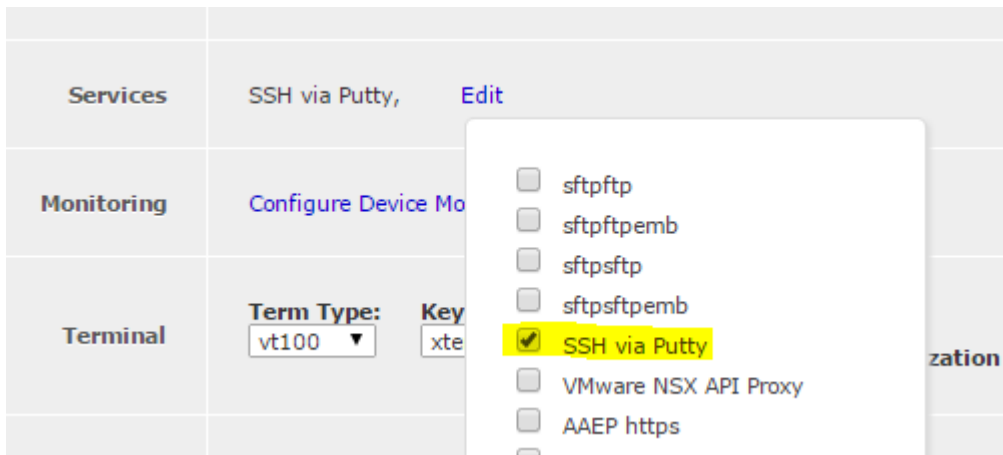 Services
SSH via Putty,
Edit
Monitoring
Configure Device Mo
Terminal
Term Type:
vt100
Key
xte
zation
sftpftp
sftpftpemb
sftpsftp
sftpsftpemb
SSH via Putty
VMware NSX API Proxy
AAEP https